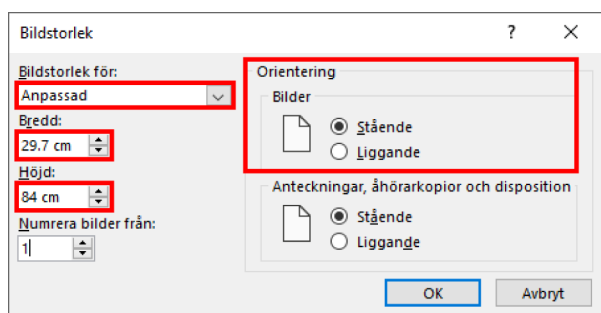 Bildstorlek
Bildstorlek för:
Anpassad
Bredd:
29.7 cm
Höjd:
84 cm
Numrera bilder från:
1
Orientering
Bilder
Stående
Liggande
Anteckningar, åhörarkopior och disposition
Stående
Liggande
OK
Avbryt